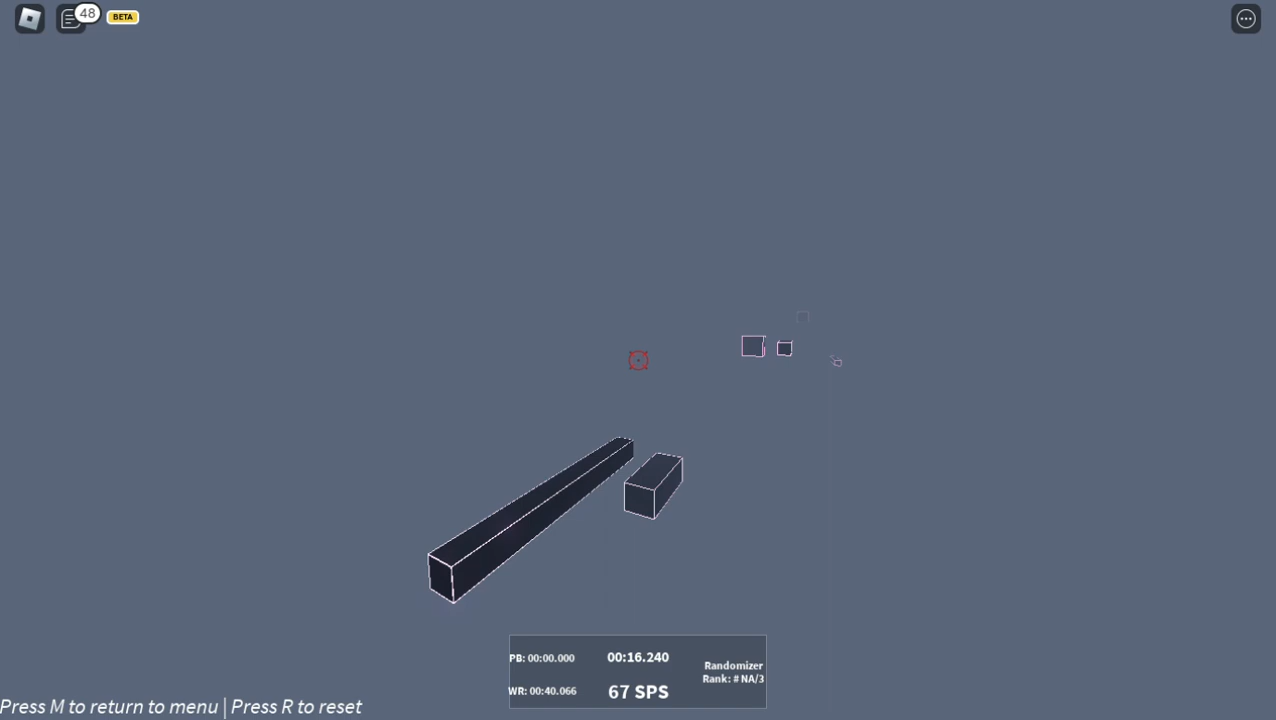 48
BETA
PB: 00:00.000
00:16.240
Randomizer
Rank: # NA/3
WR: 00:40.066
67 SPS
Press M to return to menu | Press R to reset